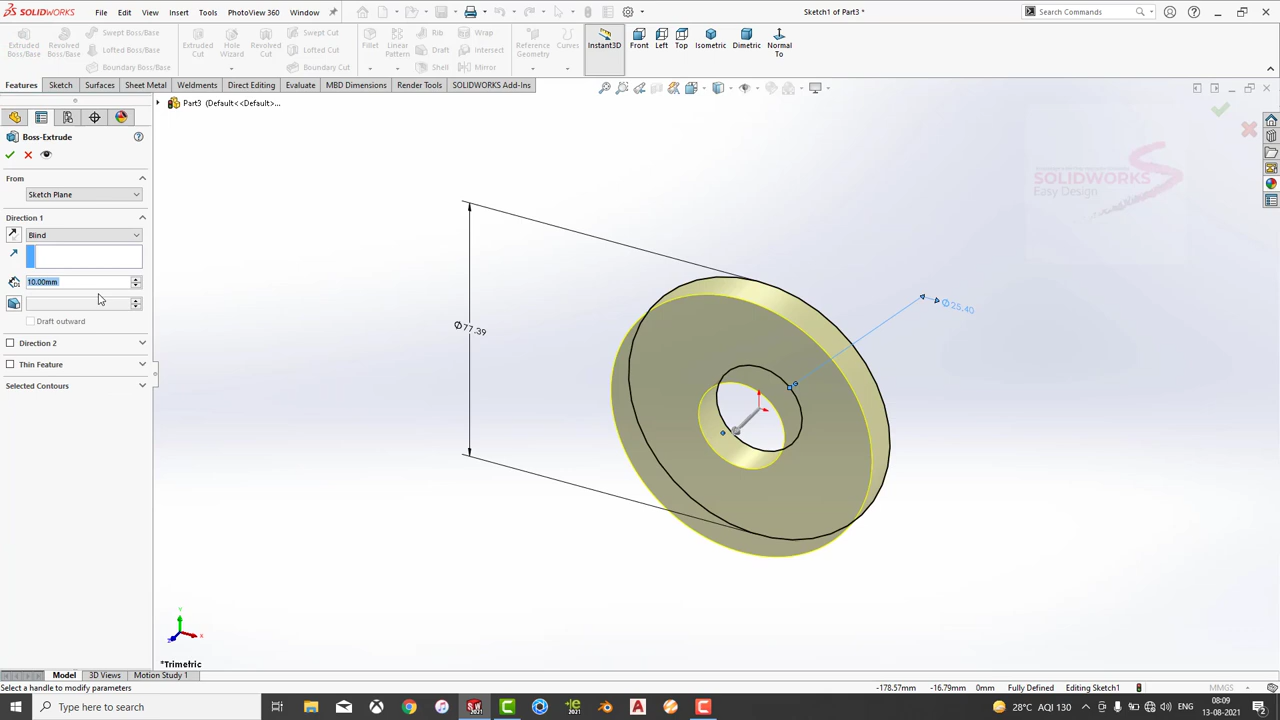 SOLIDWORKS
File Edit View Insert Tools PhotoView 360 Window
Sketch1 of Part3 *
Search Commands
Extruded Boss/Base
Revolved Boss/Base
Swept Boss/Base
Lofted Boss/Base
Boundary Boss/Base
Extruded Cut
Hole Wizard
Revolved Cut
Swept Cut
Lofted Cut
Boundary Cut
Fillet
Linear Pattern
Rib
Draft
Shell
Wrap
Intersect
Mirror
Reference Geometry
Curves
Instant3D
Front
Left
Top
Isometric
Dimetric
Normal To
Features Sketch Surfaces Sheet Metal Weldments Direct Editing Evaluate MBD Dimensions Render Tools SOLIDWORKS Add-Ins
Part3 (Default<<Default>...
Boss-Extrude
From
Sketch Plane
Direction 1
Blind
10.00mm
Draft outward
Direction 2
Thin Feature
Selected Contours
SOLIDWORKS
Easy Design
Ø77.39
Ø25.40
Y
X
Z
*Trimetric
Model 3D Views Motion Study 1
Select a handle to modify parameters
-178.57mm -16.79mm 0mm Fully Defined Editing Sketch1 MMGS
Type here to search
28°C AQI 130
ENG
08:09
13-08-2021